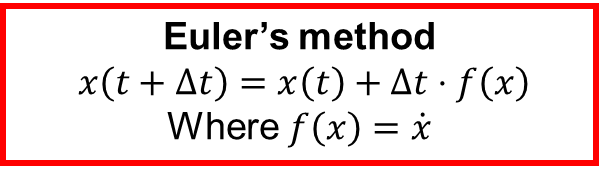 Euler's method
x(t + Δt) = x(t) + Δt · f(x)
Where f(x) = ẋ